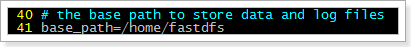 40 # the base path to store data and log files
41 base_path=/home/fastdfs